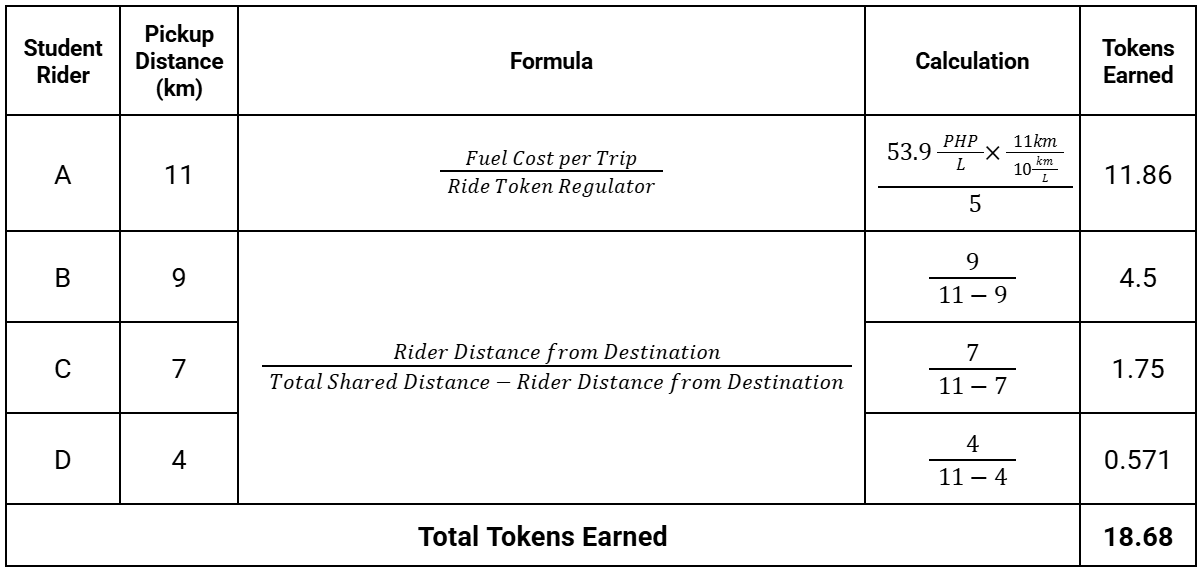 Student Rider
Pickup Distance (km)
Formula
Calculation
Tokens Earned
A
11
Fuel Cost per Trip
Ride Token Regulator
53.9 PHP/L × 11km/10 km/L
5
11.86
B
9
Rider Distance from Destination
Total Shared Distance − Rider Distance from Destination
9
11 − 9
4.5
C
7
7
11 − 7
1.75
D
4
4
11 − 4
0.571
Total Tokens Earned
18.68